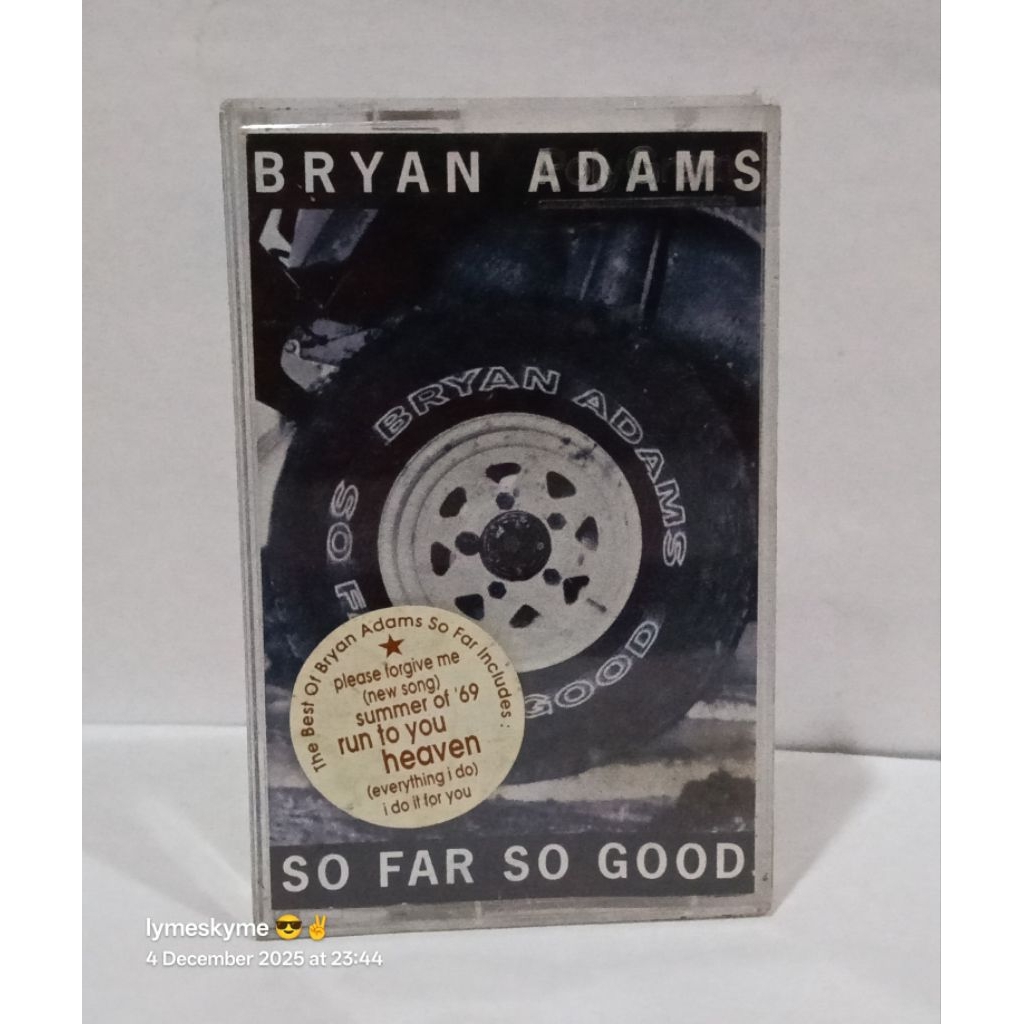 BRYAN ADAMS
BRYAN ADAMS
SO F
GOOD
The Best Of Bryan Adams So Far Includes :
please forgive me
(new song)
summer of '69
run to you
heaven
(everything i do)
i do it for you
SO FAR SO GOOD
lymeskyme 😎✌️
4 December 2025 at 23:44